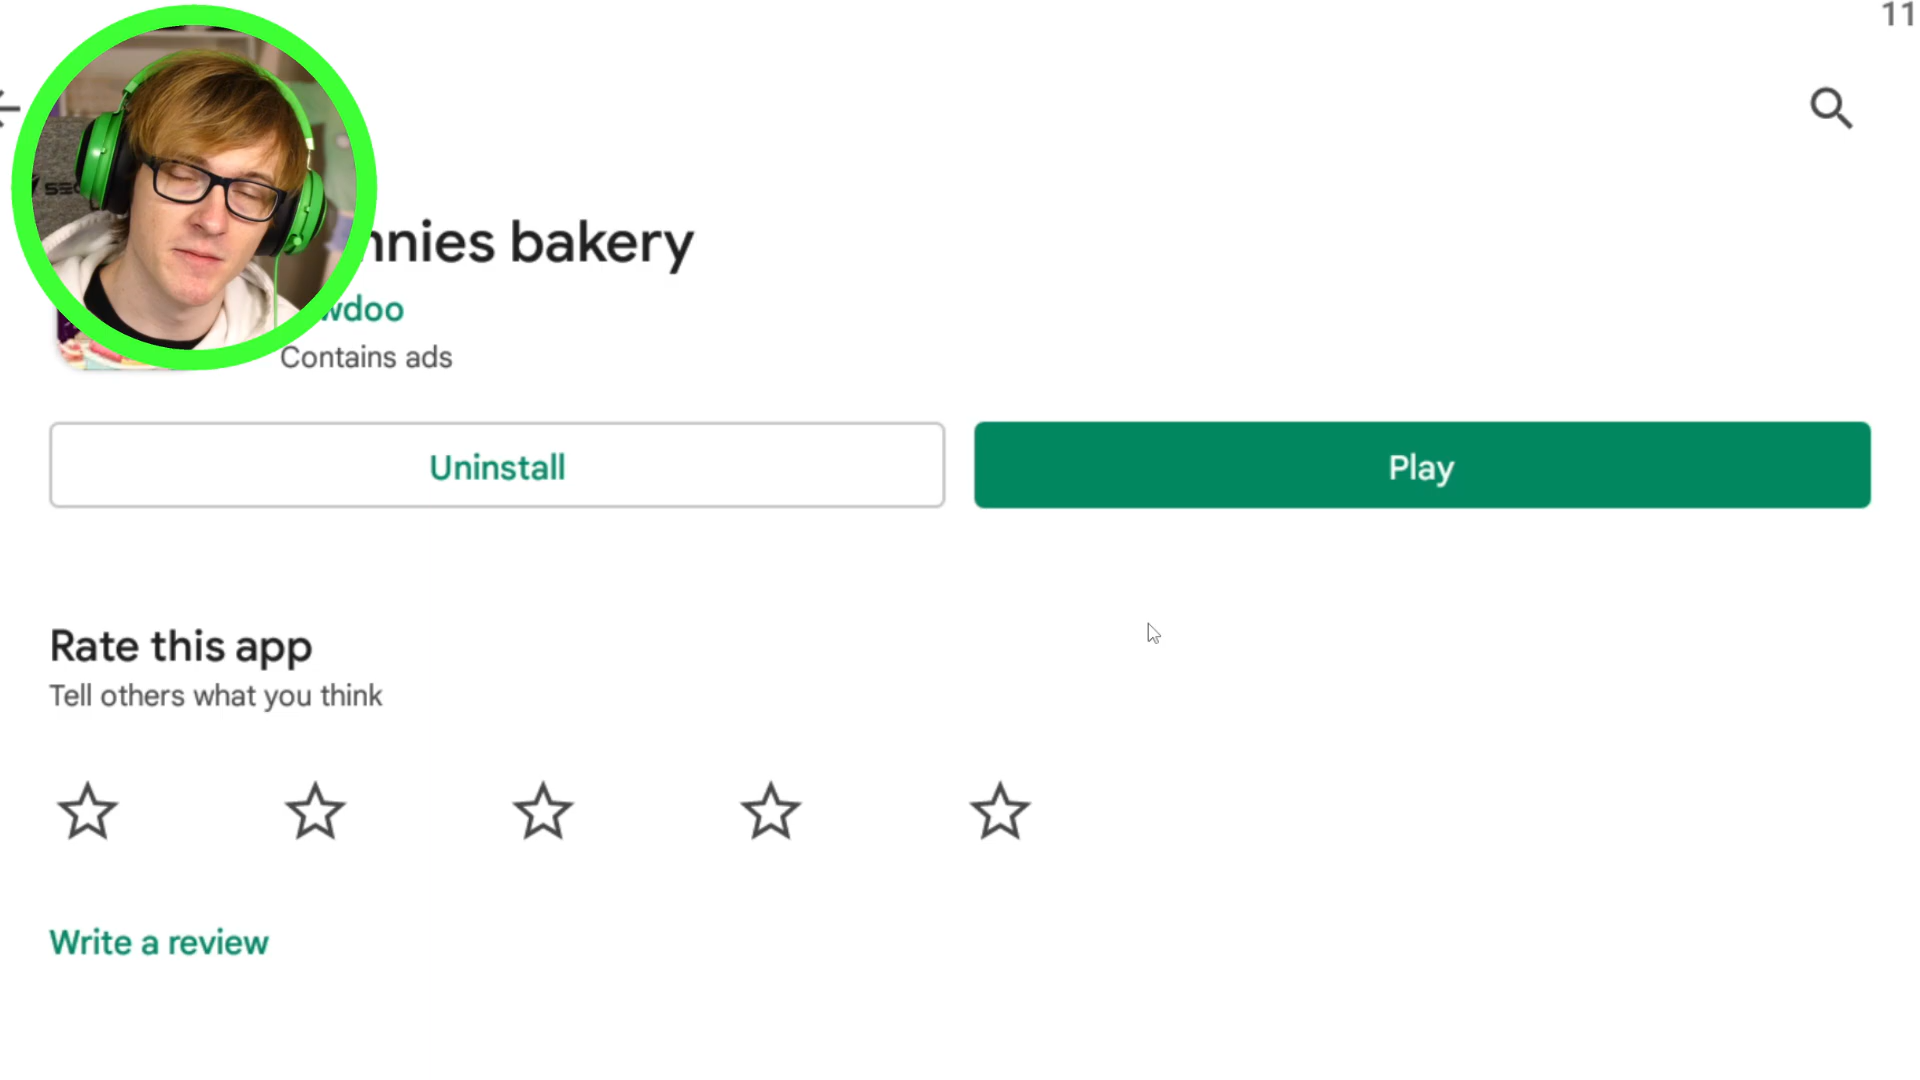 11
nnies bakery
wdoo
Contains ads
Uninstall
Play
Rate this app
Tell others what you think
Write a review